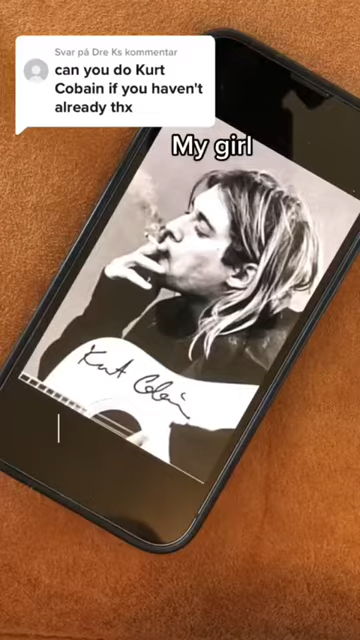 Svar på Dre Ks kommentar
can you do Kurt
Cobain if you haven't
already thx
My girl
Kurt Cobain